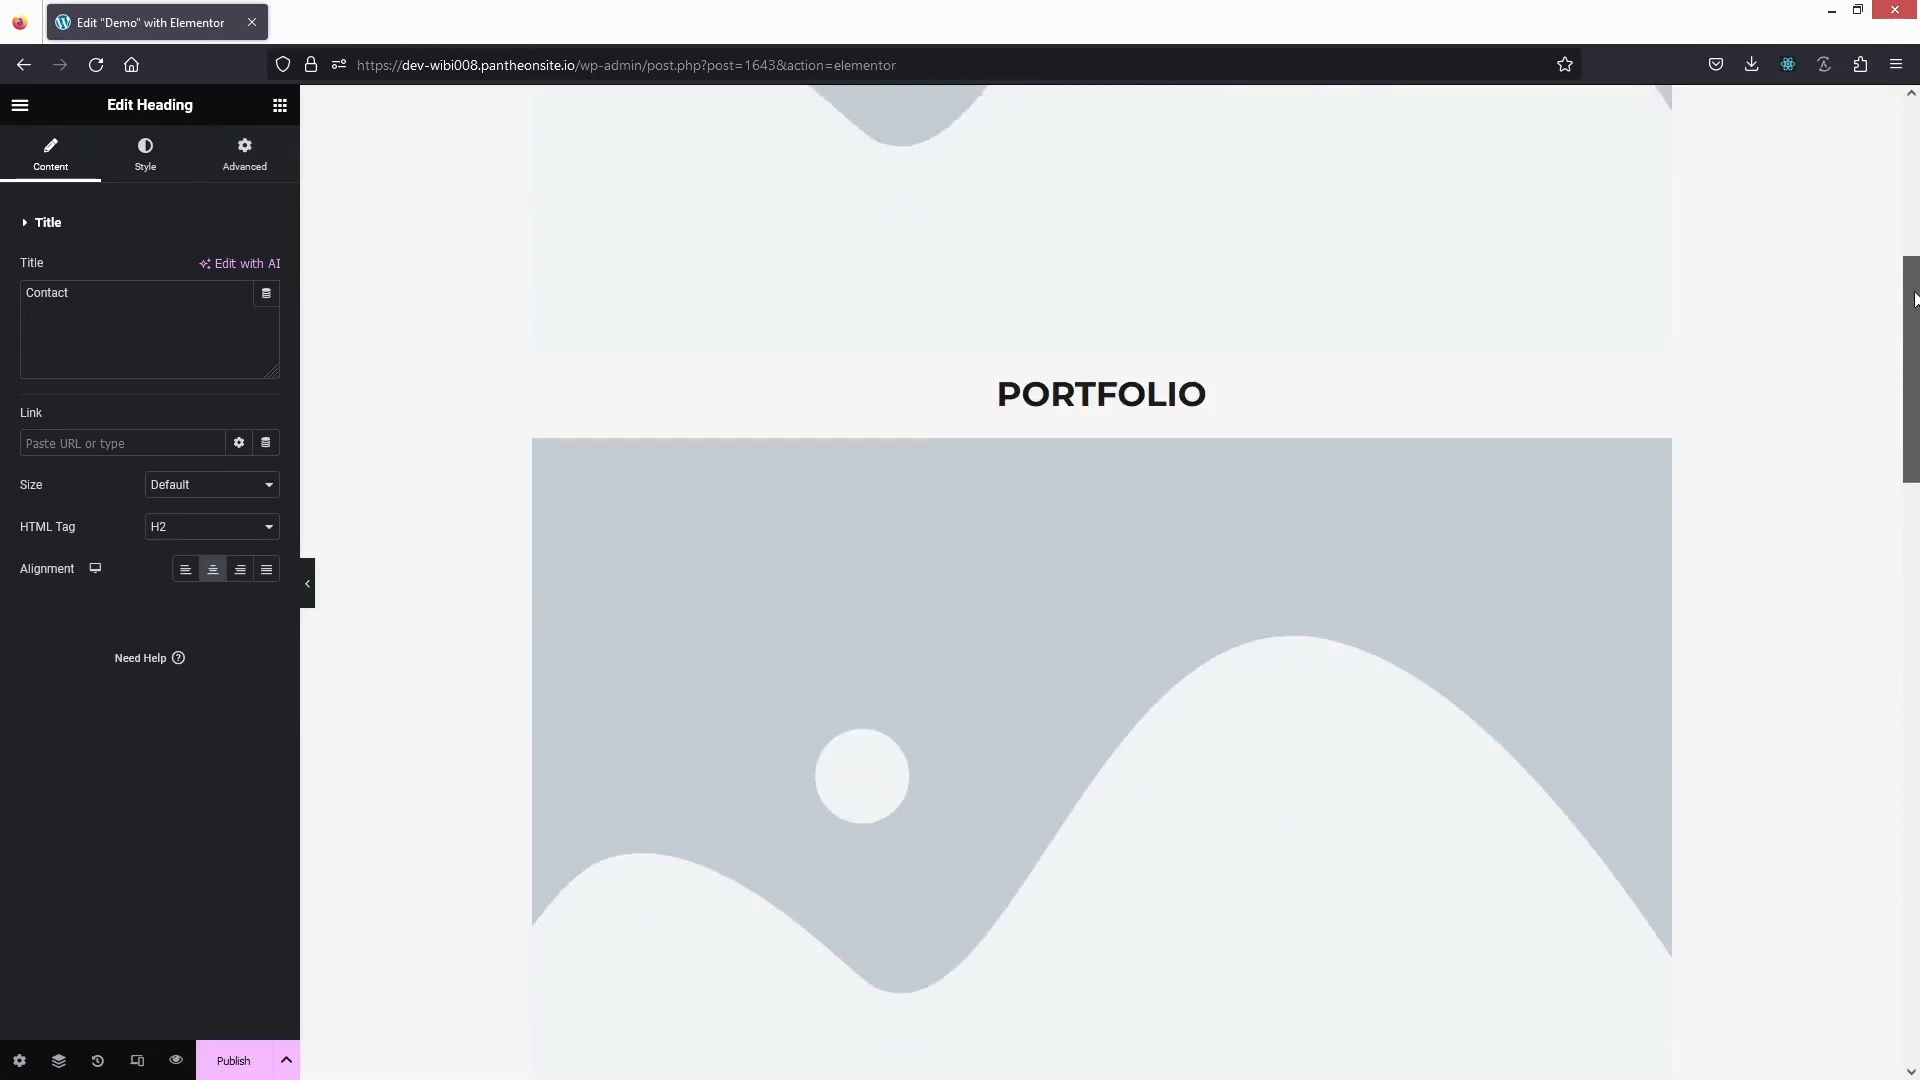 Edit "Demo" with Elementor
https://dev-wibi008.pantheonsite.io/wp-admin/post.php?post=1643&action=elementor
Edit Heading
Content
Style
Advanced
Title
Title
Edit with AI
Contact
Link
Paste URL or type
Size
Default
HTML Tag
H2
Alignment
Need Help
Publish
PORTFOLIO